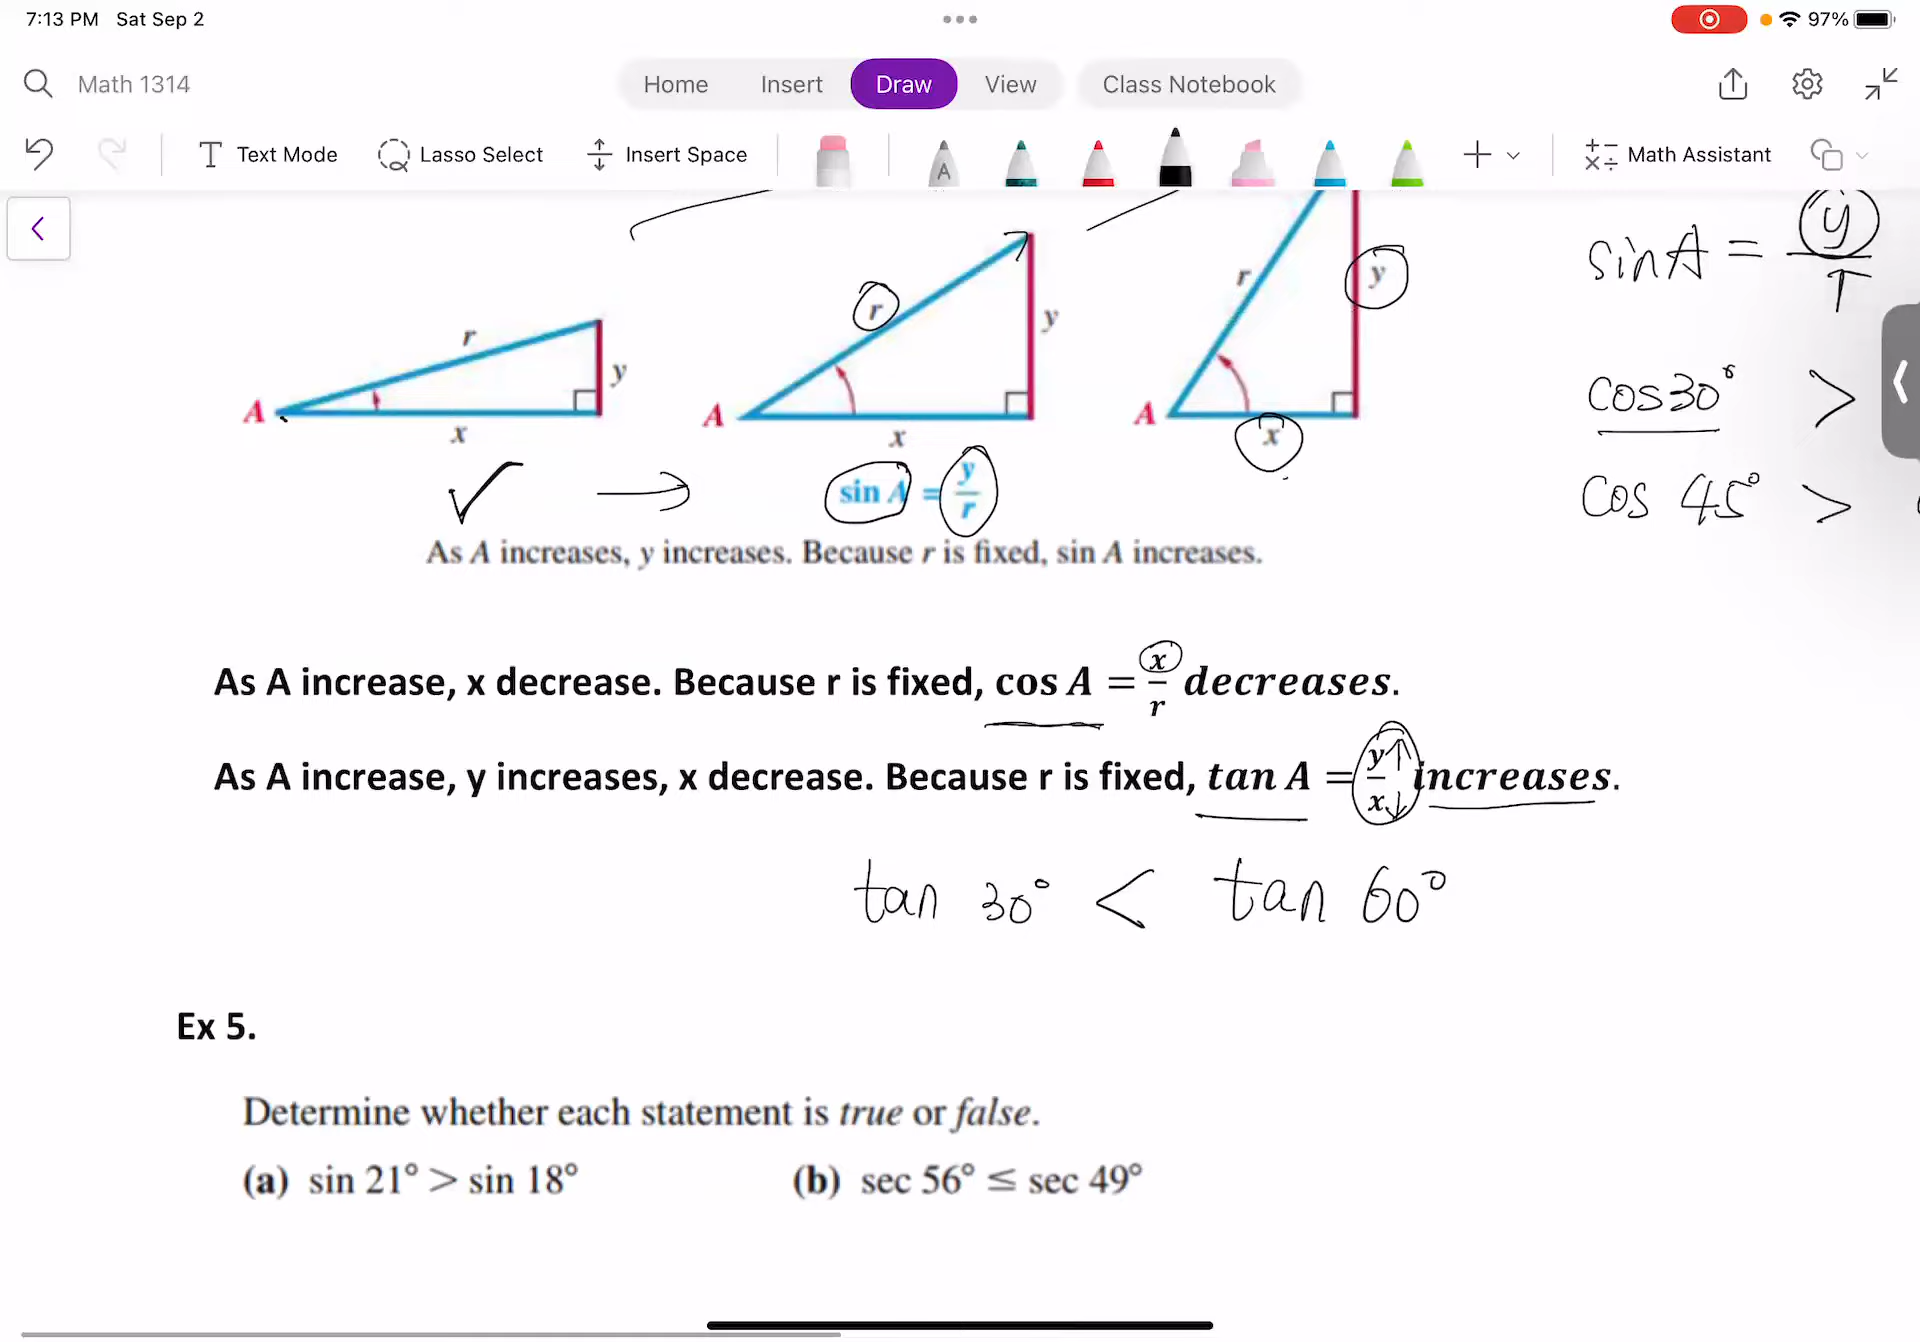 7:13 PM Sat Sep 2
97%
Math 1314
Home Insert Draw View Class Notebook
Text Mode Lasso Select Insert Space A Math Assistant
sin A = y
r
r y
A x
r y
A x
r y
A x
cos 30° >
cos 45° >
sin A = y/r
As A increases, y increases. Because r is fixed, sin A increases.
As A increase, x decrease. Because r is fixed, cos A = x/r decreases.
As A increase, y increases, x decrease. Because r is fixed, tan A = y/x increases.
tan 30° < tan 60°
Ex 5.
Determine whether each statement is true or false.
(a) sin 21° > sin 18° (b) sec 56° ≤ sec 49°